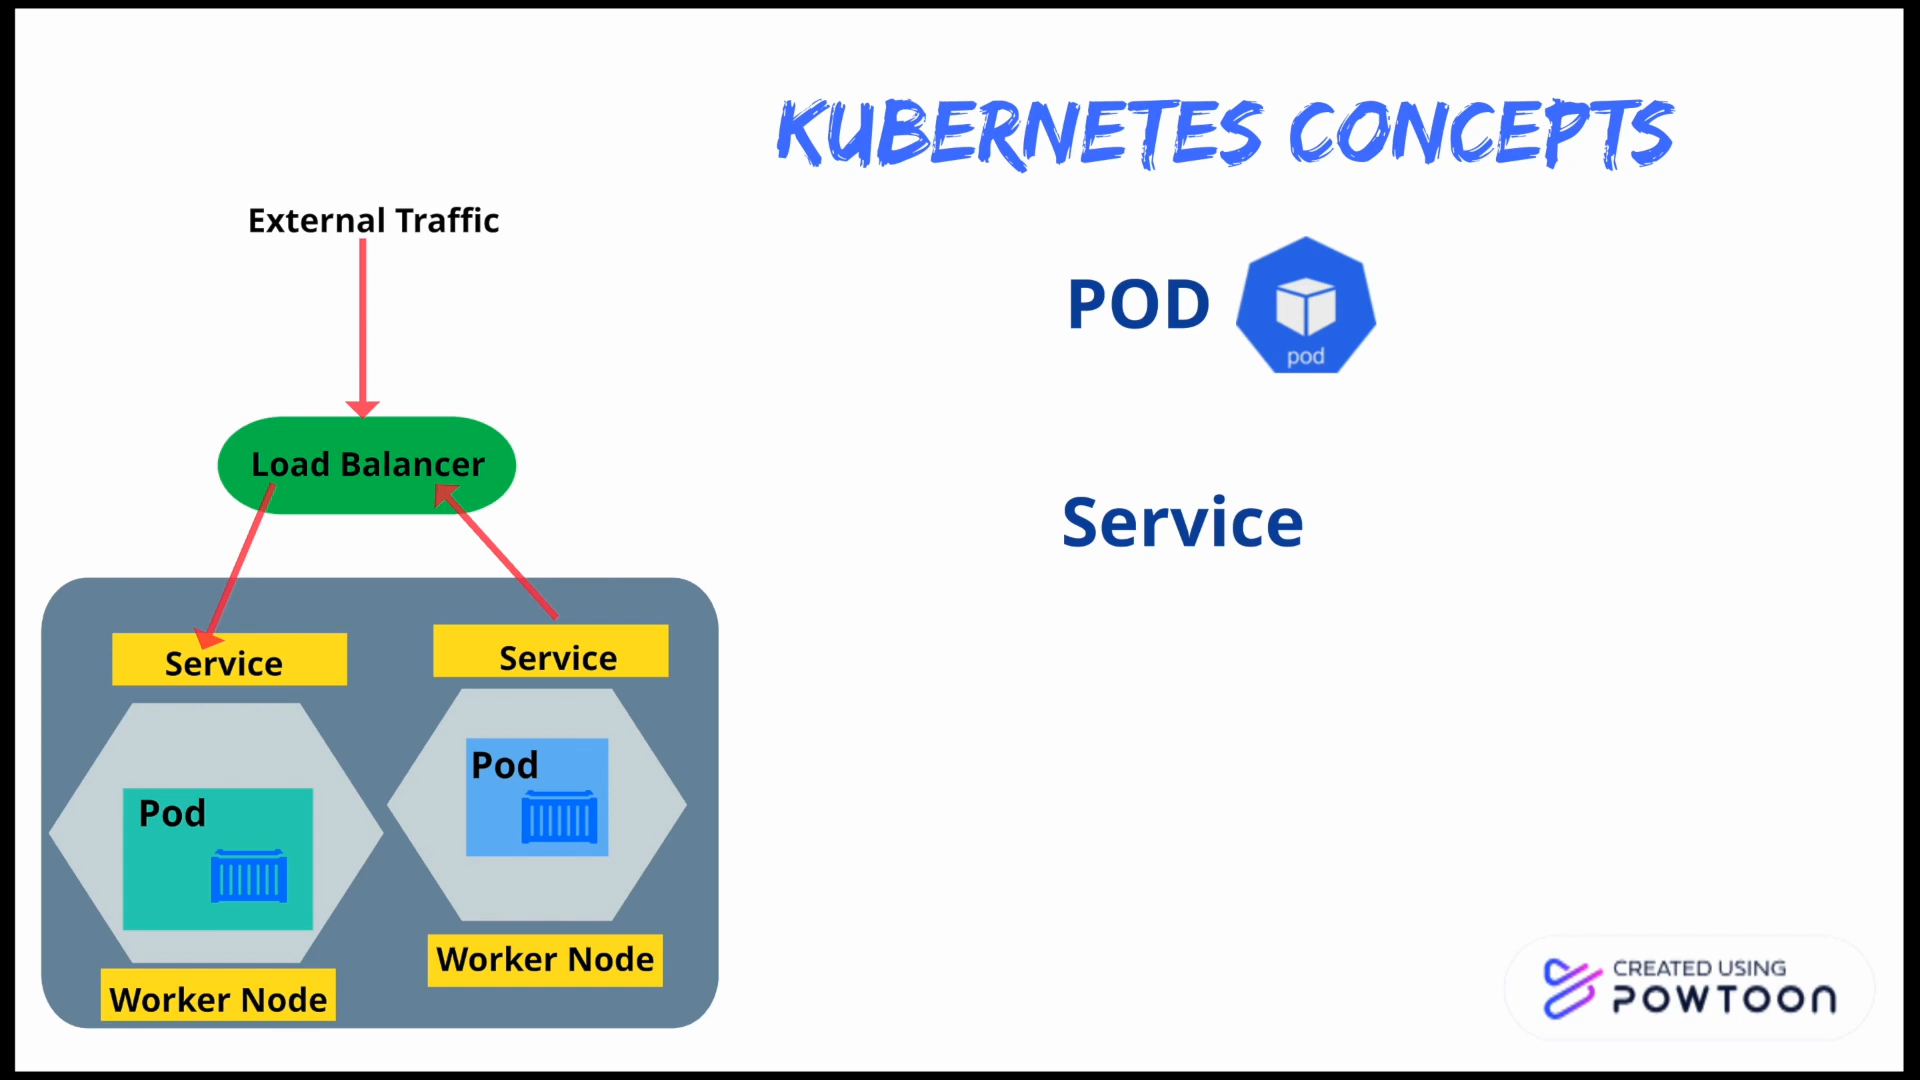 KUBERNETES CONCEPTS
External Traffic
POD
pod
Load Balancer
Service
Service
Service
Pod
Pod
Worker Node
Worker Node
CREATED USING
POWTOON